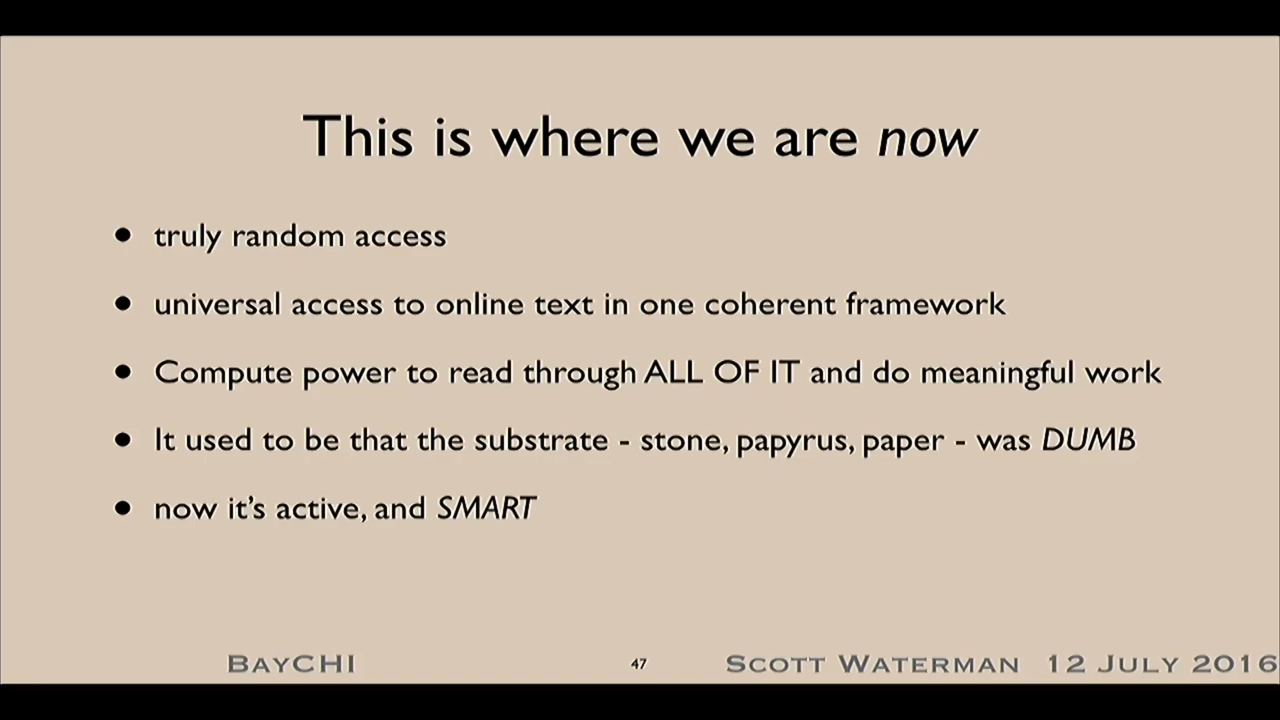 This is where we are now
• truly random access
• universal access to online text in one coherent framework
• Compute power to read through ALL OF IT and do meaningful work
• It used to be that the substrate - stone, papyrus, paper - was DUMB
• now it's active, and SMART
BAYCHI 47 SCOTT WATERMAN 12 JULY 2016